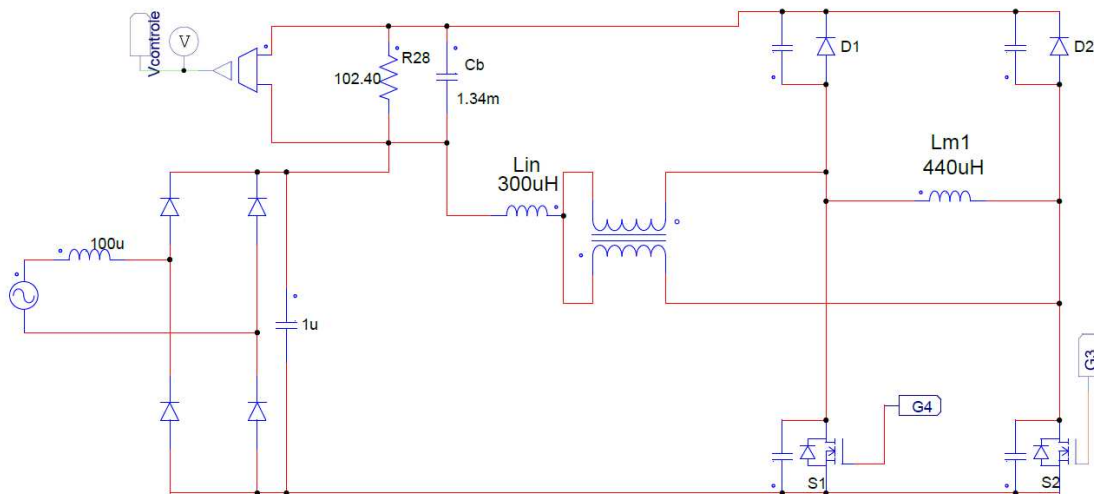 Vcontrole
V
R28
102.40
Cb
1.34m
D1
D2
Lin
300uH
Lm1
440uH
100u
1u
G4
G3
S1
S2